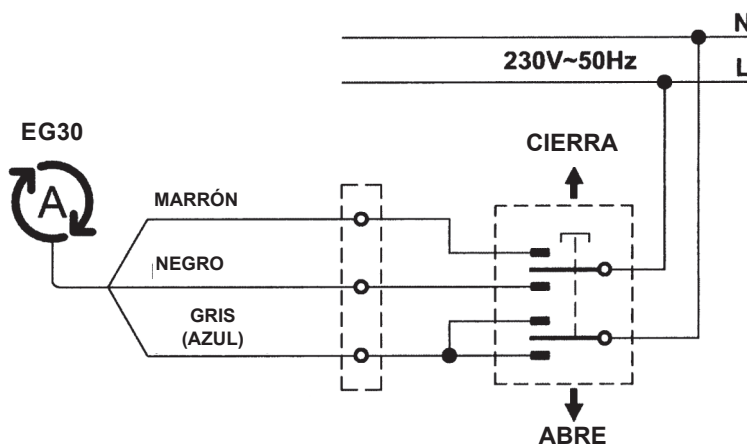 N
230V~50Hz
L
EG30
CIERRA
A
MARRÓN
NEGRO
GRIS
(AZUL)
ABRE